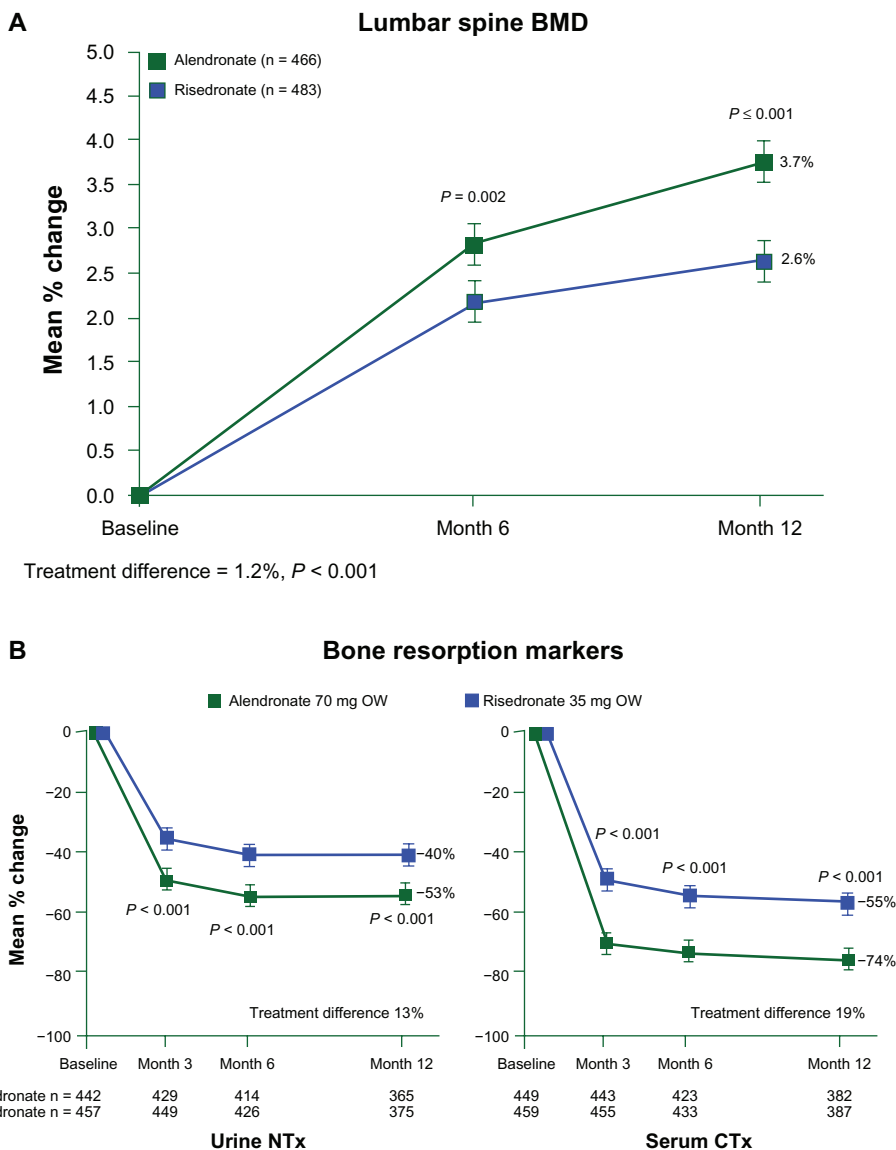 A
Lumbar spine BMD
Alendronate (n = 466)
Risedronate (n = 483)
5.0
4.5
4.0
3.5
3.0
2.5
2.0
1.5
1.0
0.5
0.0
Mean % change
P = 0.002
P ≤ 0.001
3.7%
2.6%
Baseline Month 6 Month 12
Treatment difference = 1.2%, P < 0.001
B
Bone resorption markers
Alendronate 70 mg OW Risedronate 35 mg OW
Mean % change
0
−20
−40
−60
−80
−100
−40%
−53%
P < 0.001
P < 0.001
P < 0.001
Treatment difference 13%
Baseline Month 3 Month 6 Month 12
dronate n = 442 429 414 365
dronate n = 457 449 426 375
Urine NTx
0
−20
−40
−60
−80
−100
P < 0.001
P < 0.001
P < 0.001
−55%
−74%
Treatment difference 19%
Baseline Month 3 Month 6 Month 12
449 443 423 382
459 455 433 387
Serum CTx